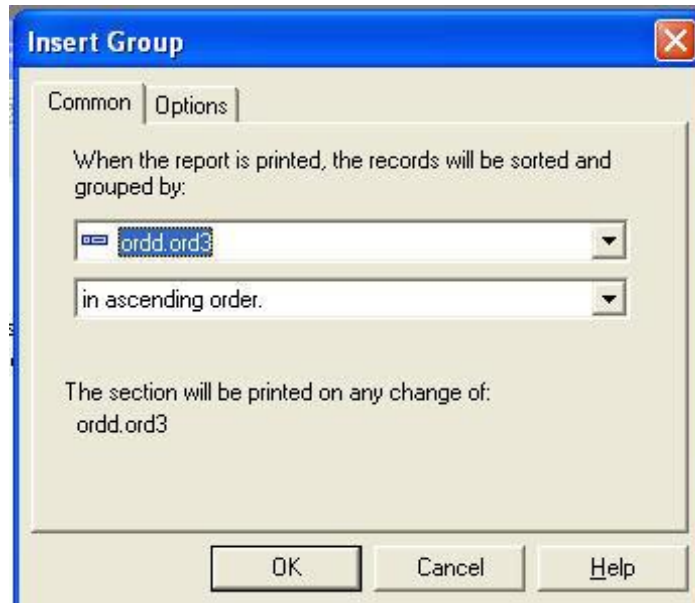 Insert Group
Common
Options
When the report is printed, the records will be sorted and
grouped by:
ordd.ord3
in ascending order.
The section will be printed on any change of:
ordd.ord3
OK
Cancel
Help